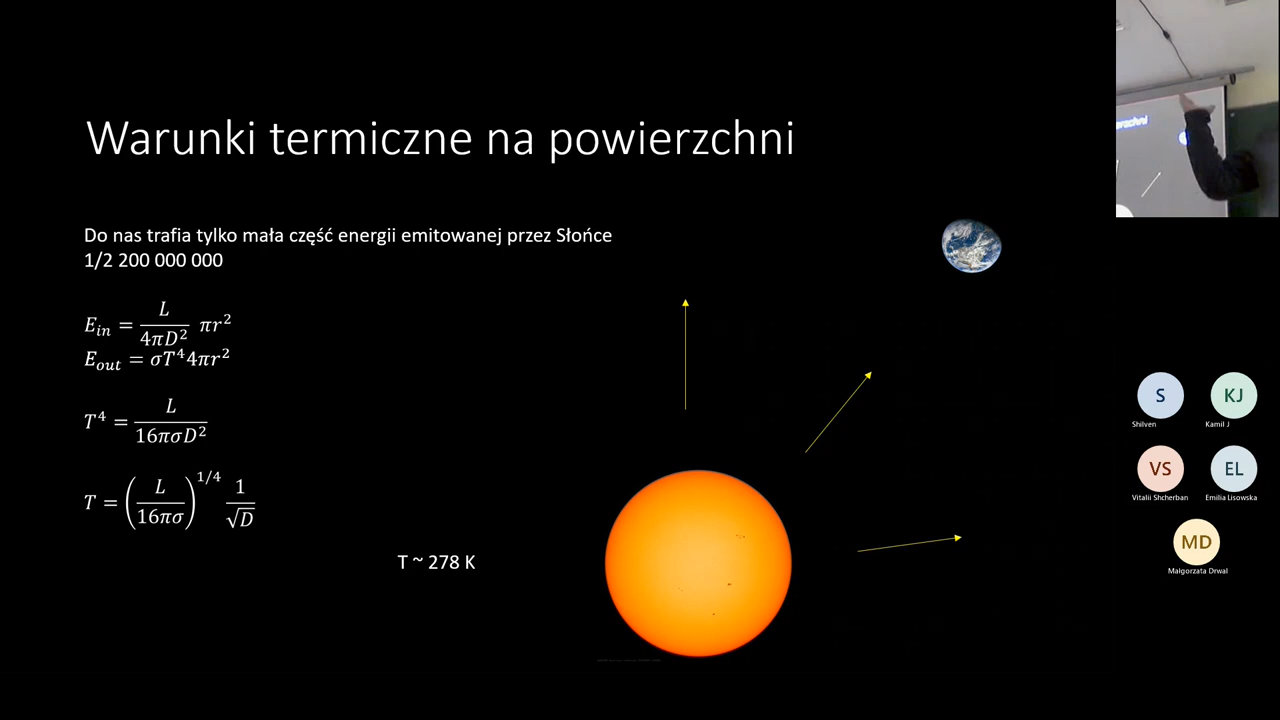 Warunki termiczne na powierzchni
Do nas trafia tylko mała część energii emitowanej przez Słońce
1/2 200 000 000
E_in = L / 4πD² πr²
E_out = σT⁴4πr²
T⁴ = L / 16πσD²
T = (L / 16πσ)^1/4 1 / √D
T ~ 278 K
S
Shilven
KJ
Kamil J
VS
Vitalii Shcherban
EL
Emilia Lisowska
MD
Małgorzata Drwal